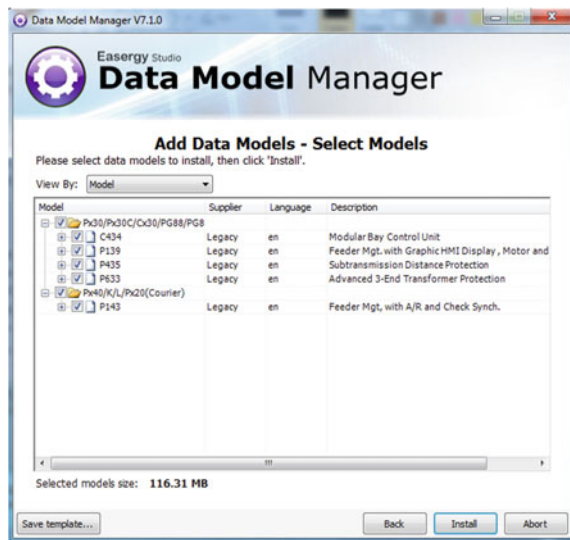 Data Model Manager V7.1.0
Easergy Studio
Data Model Manager
Add Data Models - Select Models
Please select data models to install, then click 'Install'.
View By: Model
Model Supplier Language Description
Px30/Px30C/Cx30/PG88/PG8
C434 Legacy en Modular Bay Control Unit
P139 Legacy en Feeder Mgt. with Graphic HMI Display , Motor and
P435 Legacy en Subtransmission Distance Protection
P633 Legacy en Advanced 3-End Transformer Protection
Px40/K/L/Px20(Courier)
P143 Legacy en Feeder Mgt, with A/R and Check Synch.
Selected models size: 116.31 MB
Save template... Back Install Abort